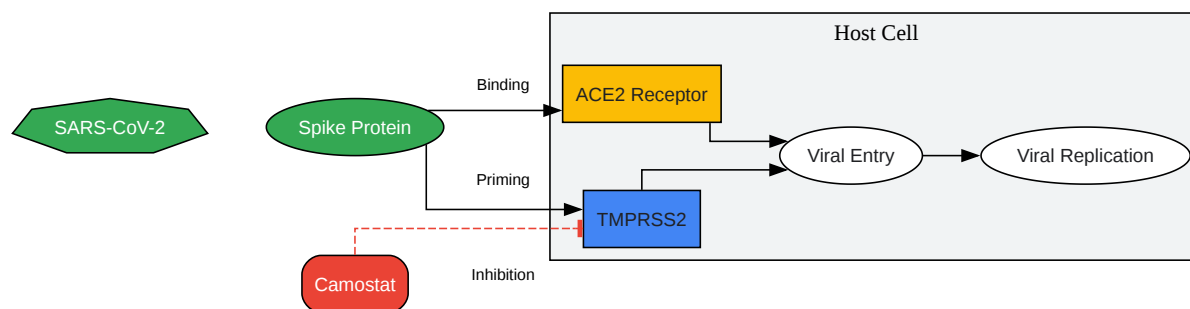 Host Cell
Binding
ACE2 Receptor
SARS-CoV-2
Spike Protein
Viral Entry
Viral Replication
Priming
TMPRSS2
Inhibition
Camostat